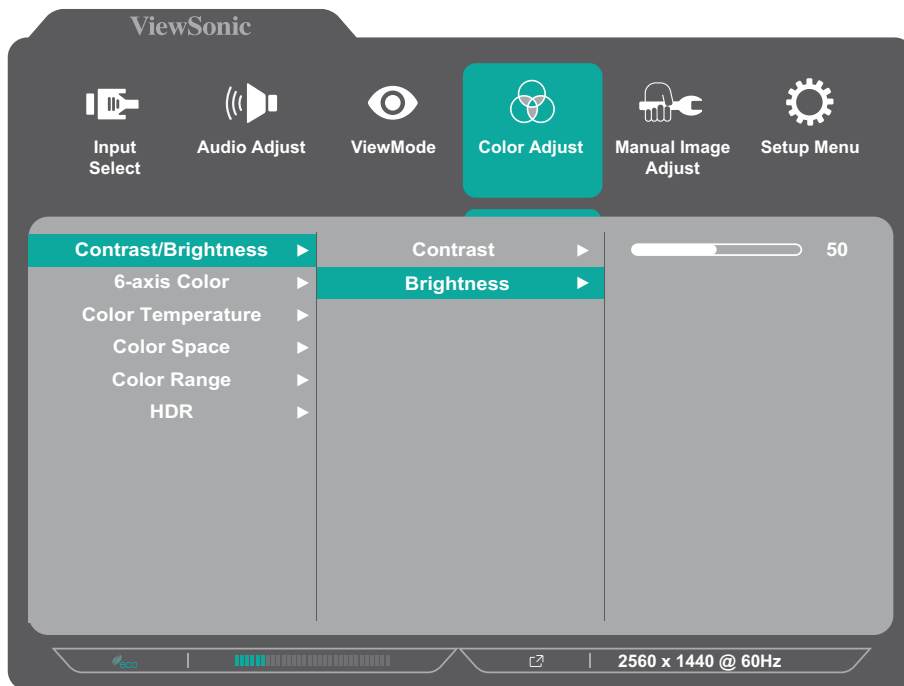 ViewSonic
Input Select
Audio Adjust
ViewMode
Color Adjust
Manual Image Adjust
Setup Menu
Contrast/Brightness
Contrast
50
6-axis Color
Brightness
Color Temperature
Color Space
Color Range
HDR
eco
2560 x 1440 @ 60Hz